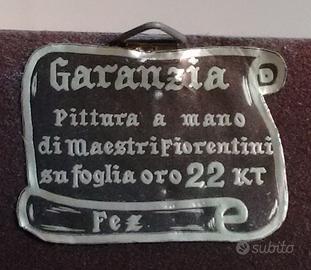 Garanzia
Pittura a mano
di Maestri Fiorentini
su foglia oro 22 KT
Fez
subito